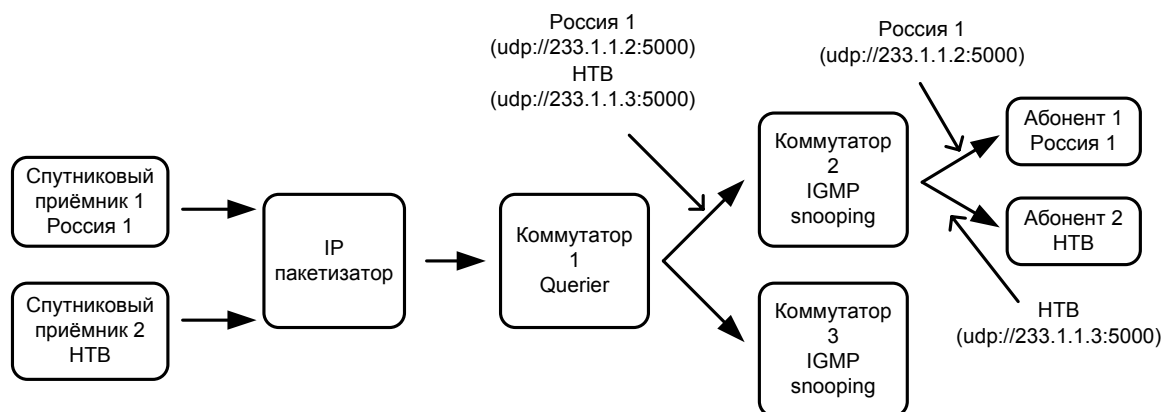 Россия 1
(udp://233.1.1.2:5000)
НТВ
(udp://233.1.1.3:5000)
Россия 1
(udp://233.1.1.2:5000)
Спутниковый
приёмник 1
Россия 1
Спутниковый
приёмник 2
НТВ
IP
пакетизатор
Коммутатор
1
Querier
Коммутатор
2
IGMP
snooping
Коммутатор
3
IGMP
snooping
Абонент 1
Россия 1
Абонент 2
НТВ
НТВ
(udp://233.1.1.3:5000)